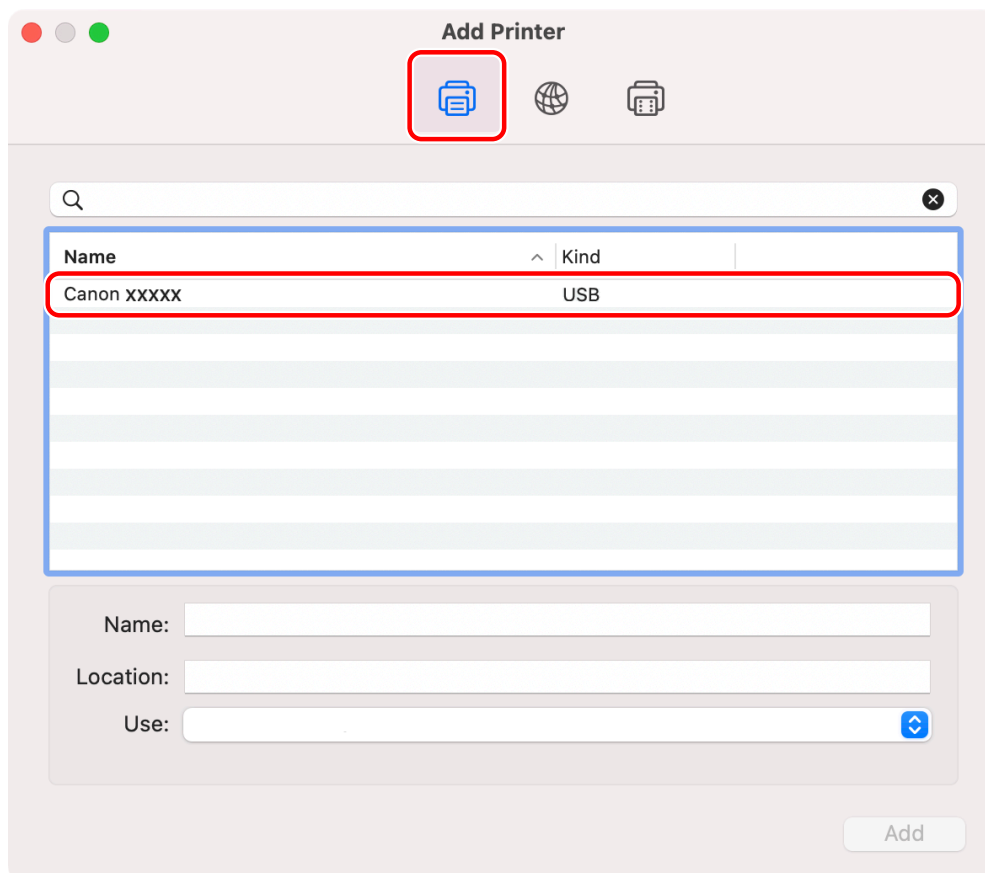 Add Printer
Name Kind
Canon xxxxx USB
Name:
Location:
Use:
Add